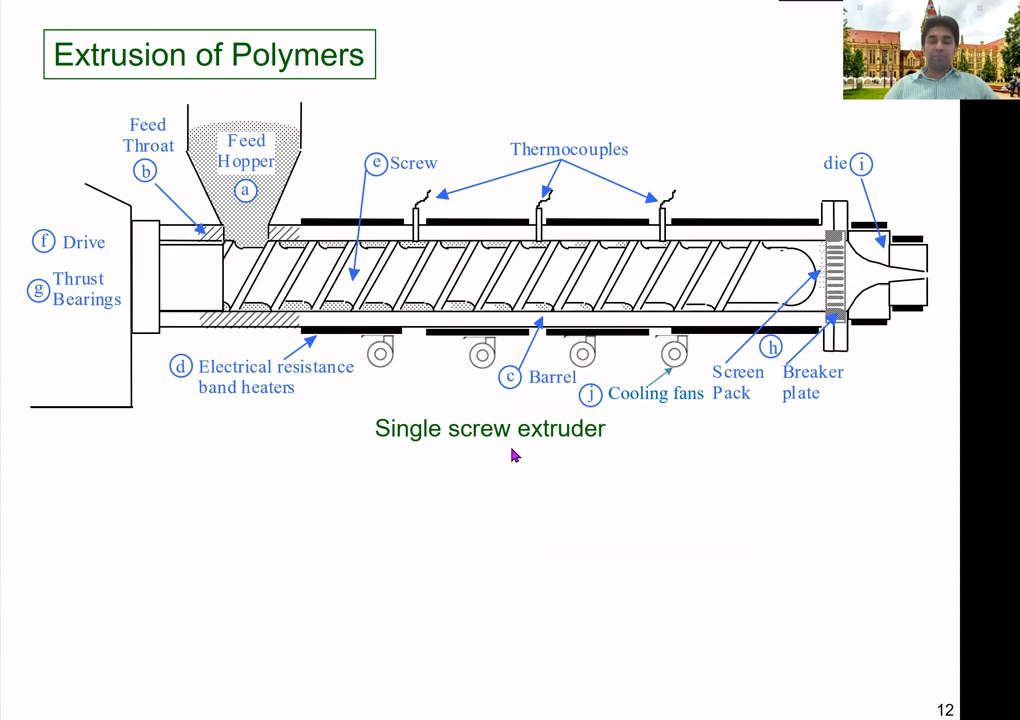 Extrusion of Polymers
Feed
Throat
b
Feed
Hopper
a
e Screw
Thermocouples
die i
f Drive
g Thrust
Bearings
d Electrical resistance
band heaters
c Barrel
j Cooling fans
h
Screen
Pack
Breaker
plate
Single screw extruder
12